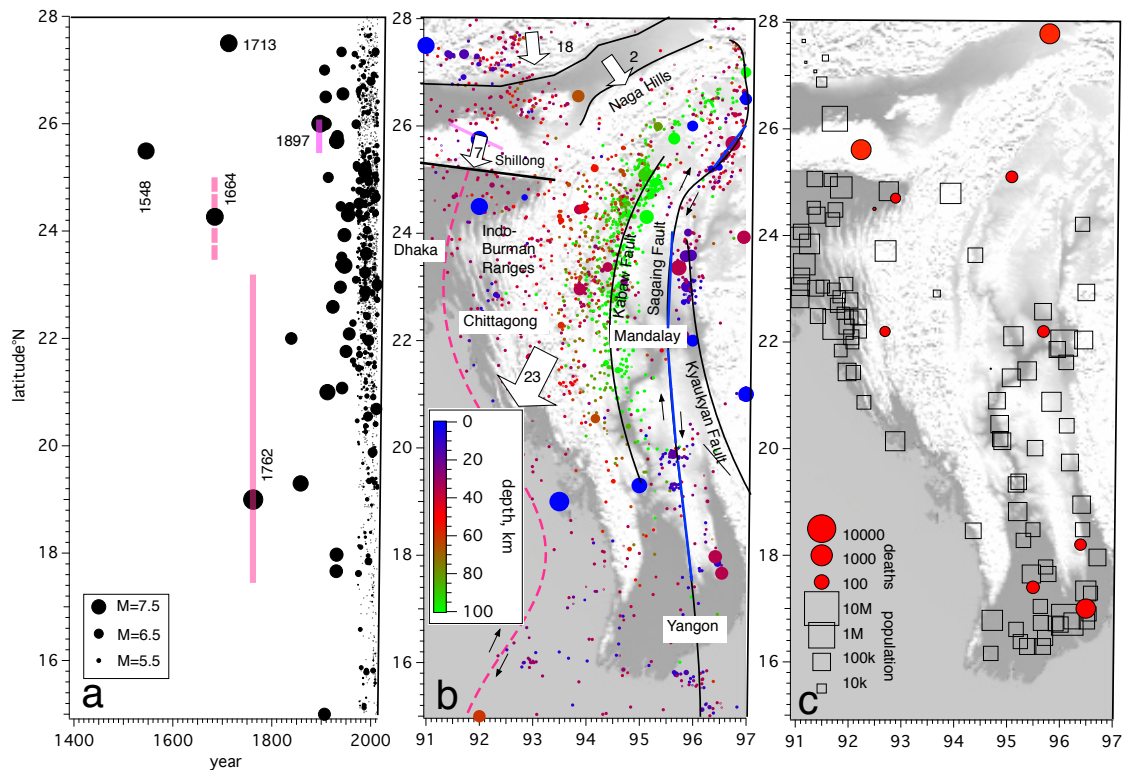 28
26
24
22
20
18
16
latitude°N
1400
1600
1800
2000
year
1713
1897
1548
1664
1762
M=7.5
M=6.5
M=5.5
a
28
26
24
22
20
18
16
91
92
93
94
95
96
97
18
2
Naga Hills
7
Shillong
Dhaka
Indo-
Burman
Ranges
Kabaw Fault
Sagaing Fault
Chittagong
Mandalay
23
Kyaukyan Fault
0
20
40
60
80
100
depth, km
Yangon
b
28
26
24
22
20
18
16
91
92
93
94
95
96
97
10000
1000
100
deaths
10M
1M
100k
10k
population
c